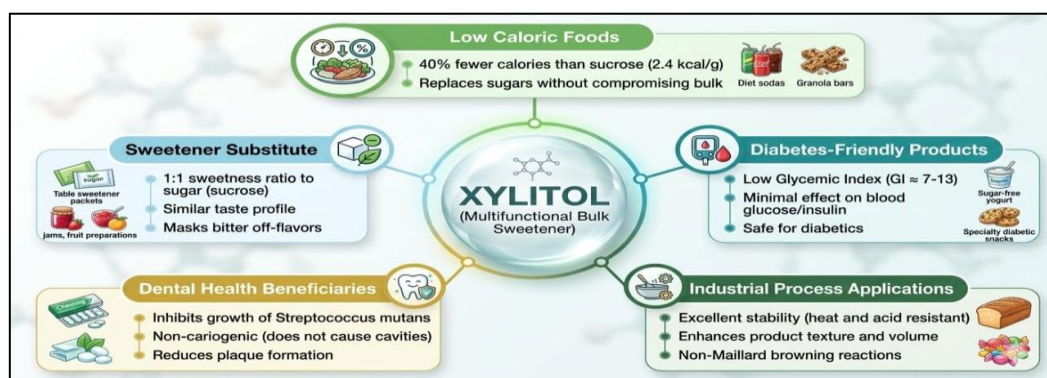 Low Caloric Foods
40% fewer calories than sucrose (2.4 kcal/g)
Replaces sugars without compromising bulk
Diet sodas
Granola bars
Sweetener Substitute
Sugar
Table sweetener
packets
jams, fruit preparations
1:1 sweetness ratio to
sugar (sucrose)
Similar taste profile
Masks bitter off-flavors
XYLITOL
(Multifunctional Bulk
Sweetener)
Diabetes-Friendly Products
Low Glycemic Index (GI ≈ 7-13)
Minimal effect on blood
glucose/insulin
Safe for diabetics
Sugar-free
yogurt
Specialty diabetic
snacks
Dental Health Beneficiaries
Inhibits growth of Streptococcus mutans
Non-cariogenic (does not cause cavities)
Reduces plaque formation
Industrial Process Applications
Excellent stability (heat and acid resistant)
Enhances product texture and volume
Non-Maillard browning reactions